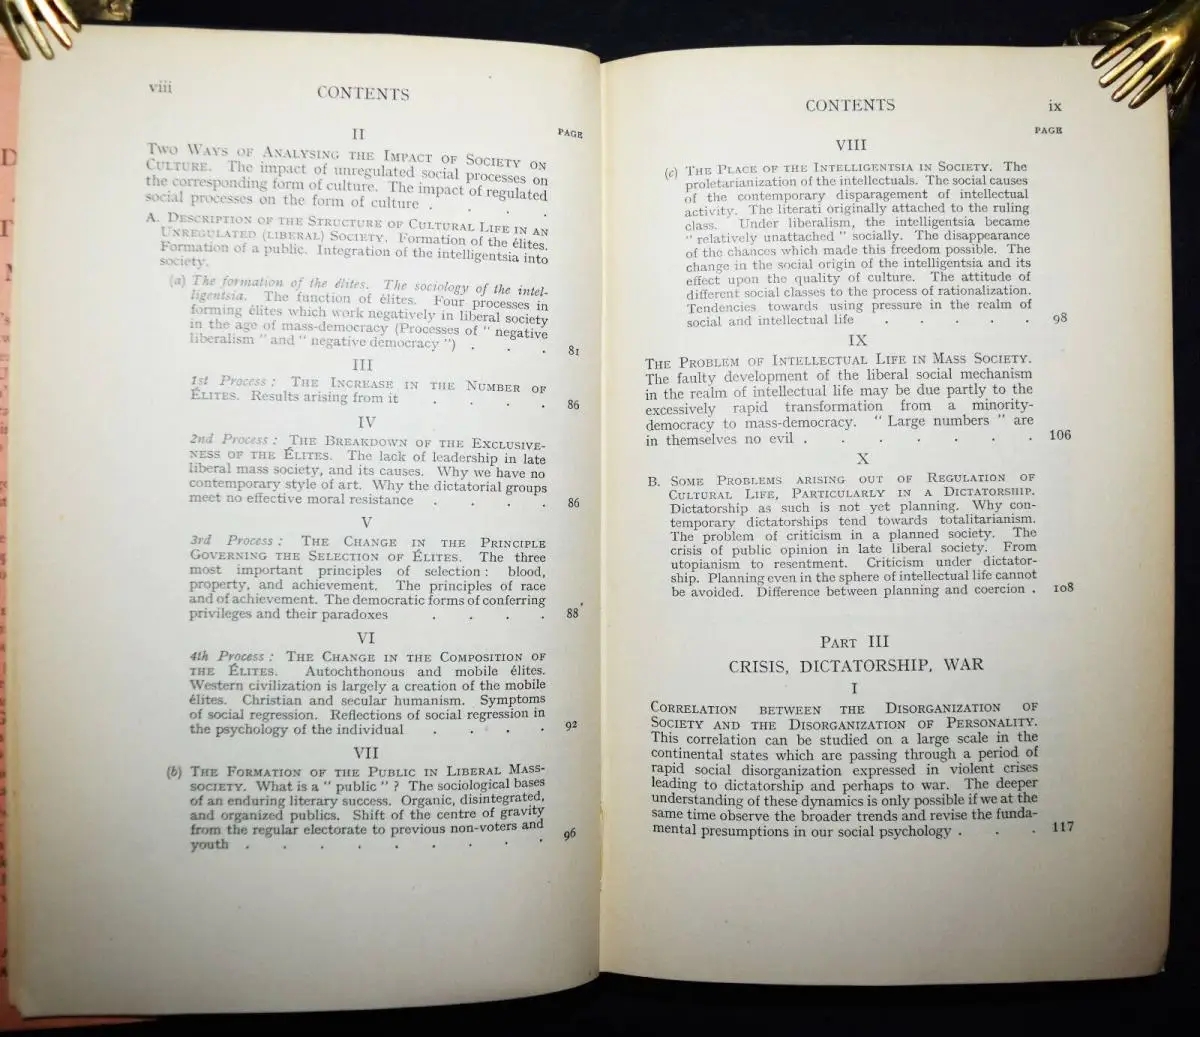 viii
CONTENTS
II
PAGE
TWO WAYS OF ANALYSING THE IMPACT OF SOCIETY ON
CULTURE. The impact of unregulated social processes on
the corresponding form of culture. The impact of regulated
social processes on the form of culture . . . .
A. DESCRIPTION OF THE STRUCTURE OF CULTURAL LIFE IN AN
UNREGULATED (LIBERAL) SOCIETY. Formation of the élites.
Formation of a public. Integration of the intelligentsia into
society.
(a) The formation of the élites. The sociology of the intel-
ligentsia. The function of élites. Four processes in
forming élites which work negatively in liberal society
in the age of mass-democracy (Processes of " negative
liberalism " and " negative democracy ") . . . 81
III
1st Process : THE INCREASE IN THE NUMBER OF
ÉLITES. Results arising from it . . . . 86
IV
2nd Process : THE BREAKDOWN OF THE EXCLUSIVE-
NESS OF THE ÉLITES. The lack of leadership in late
liberal mass society, and its causes. Why we have no
contemporary style of art. Why the dictatorial groups
meet no effective moral resistance . . . . 86
V
3rd Process : THE CHANGE IN THE PRINCIPLE
GOVERNING THE SELECTION OF ÉLITES. The three
most important principles of selection : blood,
property, and achievement. The principles of race
and of achievement. The democratic forms of conferring
privileges and their paradoxes . . . . 88
VI
4th Process : THE CHANGE IN THE COMPOSITION OF
THE ÉLITES. Autochthonous and mobile élites.
Western civilization is largely a creation of the mobile
élites. Christian and secular humanism. Symptoms
of social regression. Reflections of social regression in
the psychology of the individual . . . . 92
VII
(b) THE FORMATION OF THE PUBLIC IN LIBERAL MASS-
SOCIETY. What is a " public " ? The sociological bases
of an enduring literary success. Organic, disintegrated,
and organized publics. Shift of the centre of gravity
from the regular electorate to previous non-voters and
youth . . . . . . . . . 96
CONTENTS
ix
PAGE
VIII
(c) THE PLACE OF THE INTELLIGENTSIA IN SOCIETY. The
proletarianization of the intellectuals. The social causes
of the contemporary disparagement of intellectual
activity. The literati originally attached to the ruling
class. Under liberalism, the intelligentsia became
" relatively unattached " socially. The disappearance
of the chances which made this freedom possible. The
change in the social origin of the intelligentsia and its
effect upon the quality of culture. The attitude of
different social classes to the process of rationalization.
Tendencies towards using pressure in the realm of
social and intellectual life . . . . . 98
IX
THE PROBLEM OF INTELLECTUAL LIFE IN MASS SOCIETY.
The faulty development of the liberal social mechanism
in the realm of intellectual life may be due partly to the
excessively rapid transformation from a minority-
democracy to mass-democracy. " Large numbers " are
in themselves no evil . . . . . . . 106
X
B. SOME PROBLEMS ARISING OUT OF REGULATION OF
CULTURAL LIFE, PARTICULARLY IN A DICTATORSHIP.
Dictatorship as such is not yet planning. Why con-
temporary dictatorships tend towards totalitarianism.
The problem of criticism in a planned society. The
crisis of public opinion in late liberal society. From
utopianism to resentment. Criticism under dictator-
ship. Planning even in the sphere of intellectual life cannot
be avoided. Difference between planning and coercion . 108
PART III
CRISIS, DICTATORSHIP, WAR
I
CORRELATION BETWEEN THE DISORGANIZATION OF
SOCIETY AND THE DISORGANIZATION OF PERSONALITY.
This correlation can be studied on a large scale in the
continental states which are passing through a period of
rapid social disorganization expressed in violent crises
leading to dictatorship and perhaps to war. The deeper
understanding of these dynamics is only possible if we at the
same time observe the broader trends and revise the funda-
mental presumptions in our social psychology . . . 117